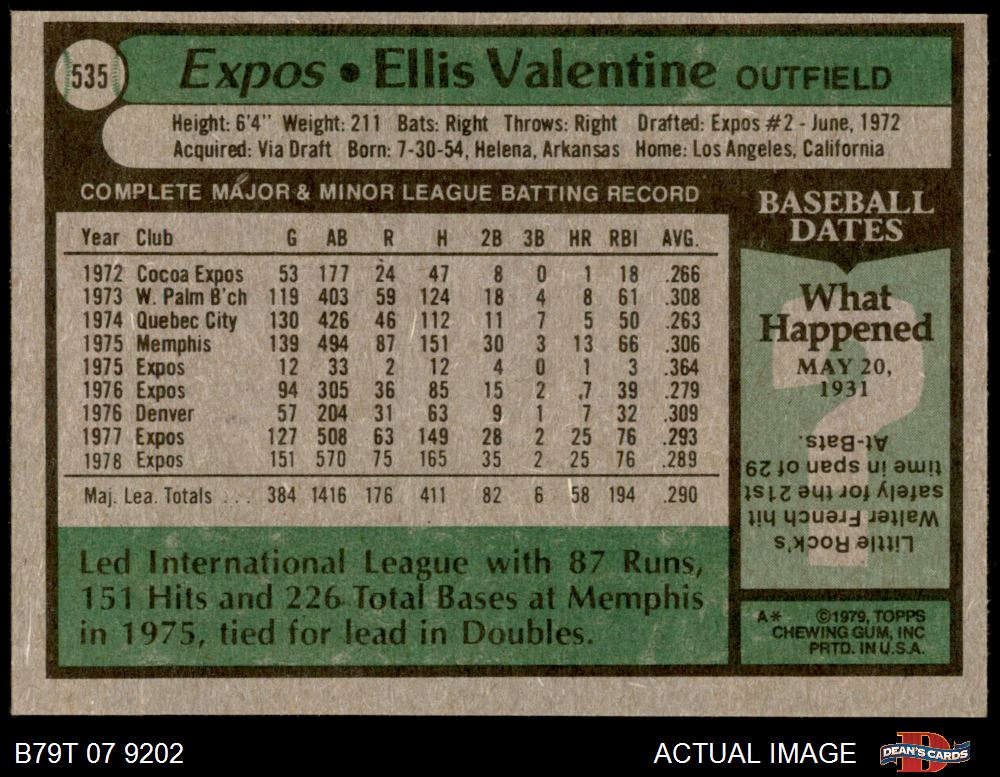 535
Expos • Ellis Valentine OUTFIELD
Height: 6'4" Weight: 211 Bats: Right Throws: Right Drafted: Expos #2 - June, 1972
Acquired: Via Draft Born: 7-30-54, Helena, Arkansas Home: Los Angeles, California
COMPLETE MAJOR & MINOR LEAGUE BATTING RECORD
Year Club G AB R H 2B 3B HR RBI AVG.
1972 Cocoa Expos 53 177 24 47 8 0 1 18 .266
1973 W. Palm B'ch 119 403 59 124 18 4 8 61 .308
1974 Quebec City 130 426 46 112 11 7 5 50 .263
1975 Memphis 139 494 87 151 30 3 13 66 .306
1975 Expos 12 33 2 12 4 0 1 3 .364
1976 Expos 94 305 36 85 15 2 7 39 .279
1976 Denver 57 204 31 63 9 1 7 32 .309
1977 Expos 127 508 63 149 28 2 25 76 .293
1978 Expos 151 570 75 165 35 2 25 76 .289
Maj. Lea. Totals ... 384 1416 176 411 82 6 58 194 .290
Led International League with 87 Runs,
151 Hits and 226 Total Bases at Memphis
in 1975, tied for lead in Doubles.
BASEBALL
DATES
What
Happened
MAY 20,
1931
?
Little Rock's
Walter French hit
safely for the 21st
time in span of 29
At-Bats.
A* ©1979, TOPPS
CHEWING GUM, INC
PRTD. IN U.S.A.
B79T 07 9202
ACTUAL IMAGE
DEAN'S CARDS